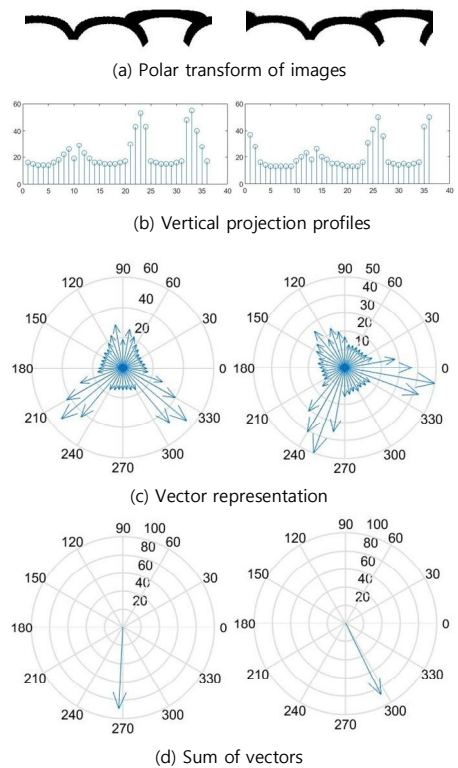 (a) Polar transform of images
60
40
20
0
0 5 10 15 20 25 30 35 40
60
40
20
0
0 5 10 15 20 25 30 35 40
(b) Vertical projection profiles
90 60
120 60
40
150 20 30
180 0
210 330
240 300
270
90 50
120 40 60
30
20
150 10 30
180 0
210 330
240 300
270
(c) Vector representation
90 100
120 80 60
60
40
150 20 30
180 0
210 330
240 300
270
90 100
120 80 60
60
40
150 20 30
180 0
210 330
240 300
270
(d) Sum of vectors